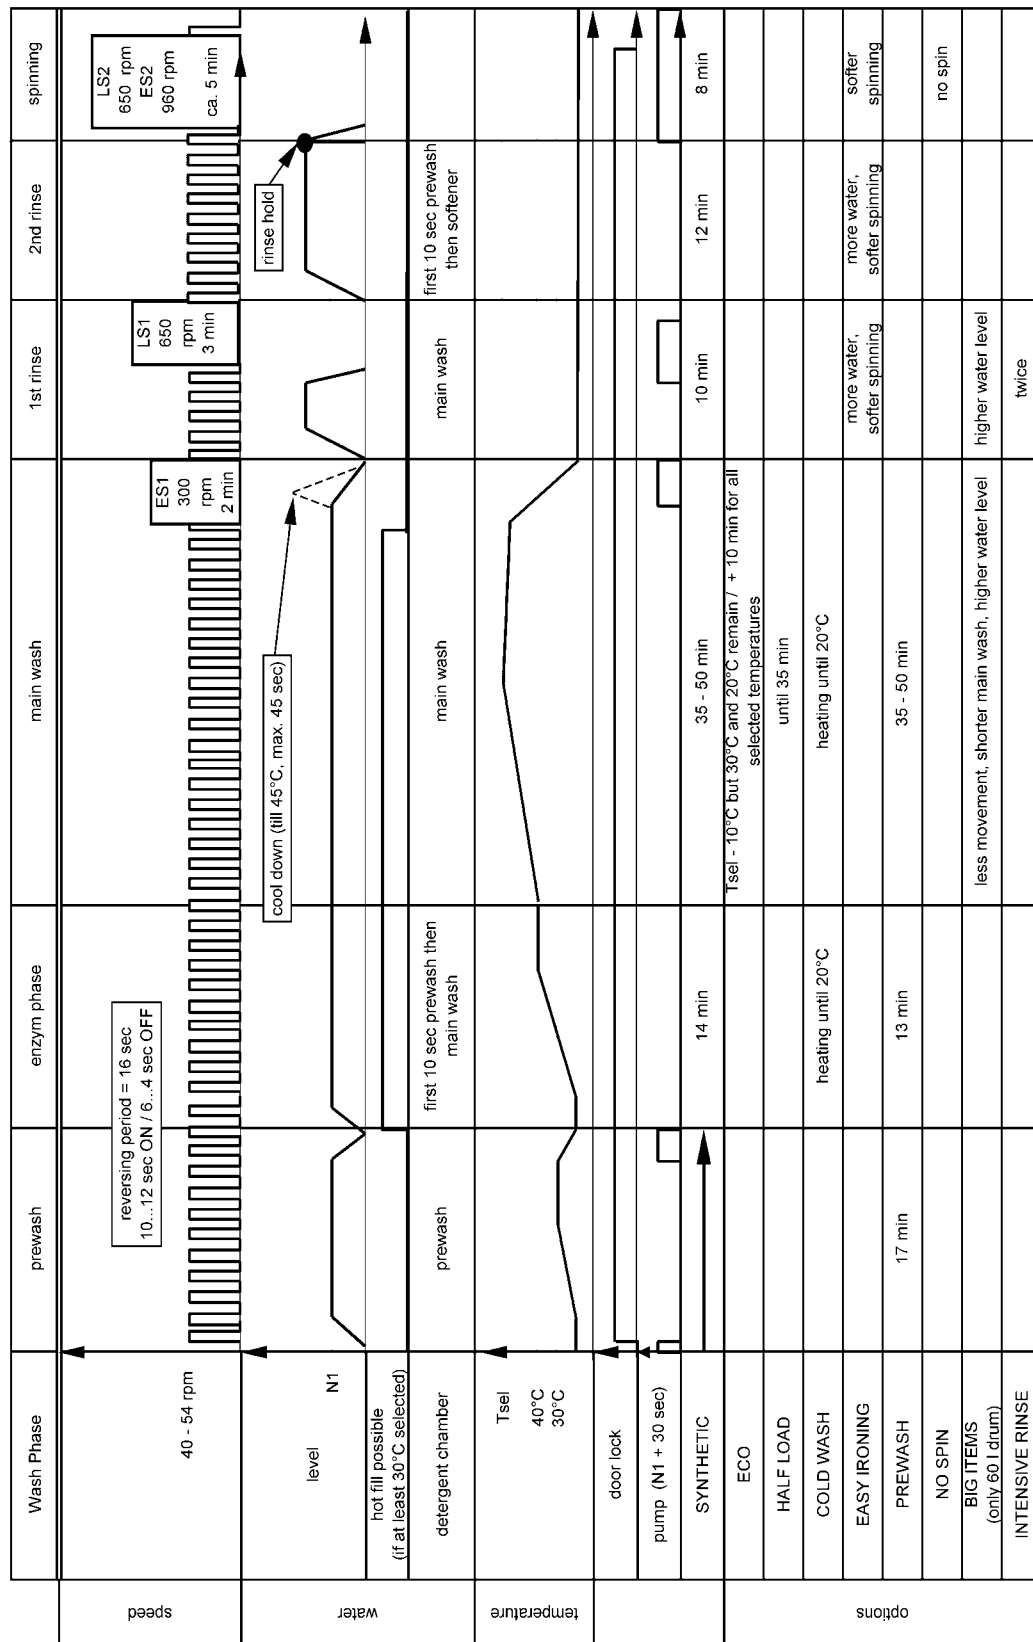 Wash Phase
prewash
enzym phase
main wash
1st rinse
2nd rinse
spinning
speed
40 - 54 rpm
reversing period = 16 sec
10...12 sec ON / 6...4 sec OFF
ES1
300
rpm
2 min
LS1
650
rpm
3 min
LS2
650 rpm
ES2
960 rpm
ca. 5 min
water
level
N1
cool down (till 45°C, max. 45 sec)
rinse hold
hot fill possible
(if at least 30°C selected)
detergent chamber
prewash
first 10 sec prewash then
main wash
main wash
main wash
first 10 sec prewash
then softener
temperature
Tsel
40°C
30°C
door lock
pump (N1 + 30 sec)
SYNTHETIC
14 min
35 - 50 min
10 min
12 min
8 min
options
ECO
Tsel - 10°C but 30°C and 20°C remain / + 10 min for all
selected temperatures
HALF LOAD
until 35 min
COLD WASH
heating until 20°C
heating until 20°C
EASY IRONING
more water,
softer spinning
more water,
softer spinning
softer
spinning
PREWASH
17 min
13 min
35 - 50 min
NO SPIN
no spin
BIG ITEMS
(only 60 l drum)
less movement, shorter main wash, higher water level
higher water level
INTENSIVE RINSE
twice